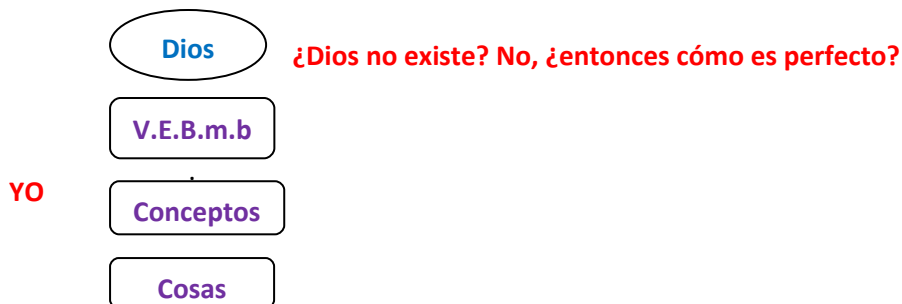 Dios
¿Dios no existe? No, ¿entonces cómo es perfecto?
V.E.B.m.b
.
YO
Conceptos
Cosas